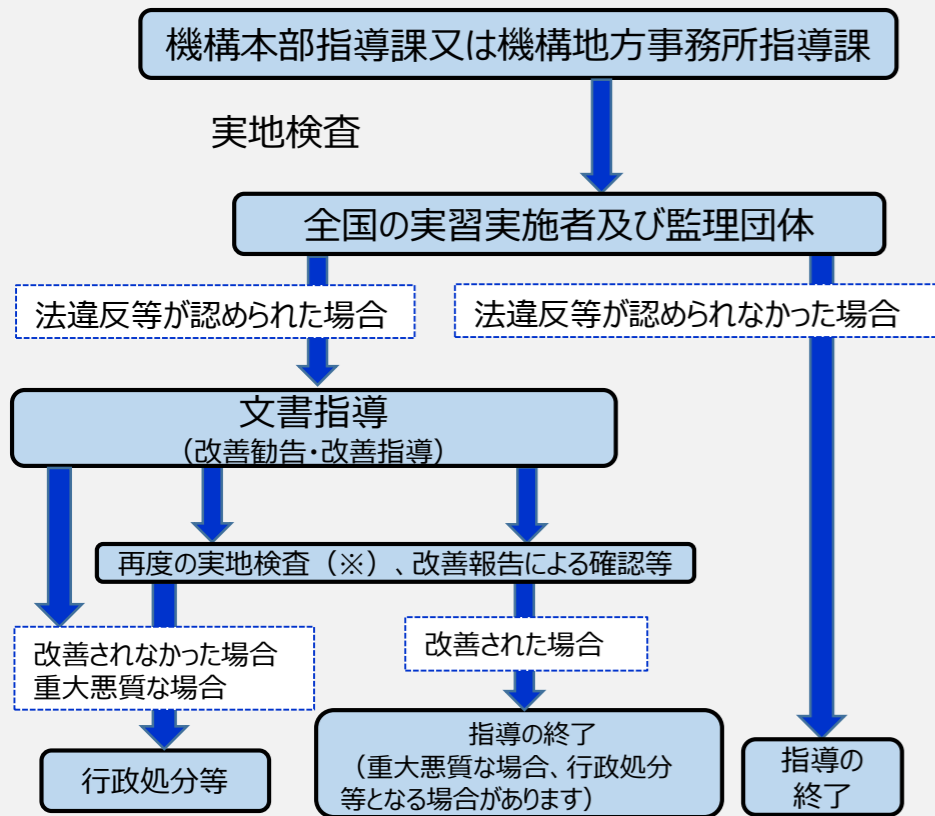 機構本部指導課又は機構地方事務所指導課
実地検査
全国の実習実施者及び監理団体
法違反等が認められた場合
法違反等が認められなかった場合
文書指導
（改善勧告・改善指導）
再度の実地検査（※）、改善報告による確認等
改善されなかった場合
重大悪質な場合
改善された場合
行政処分等
指導の終了
（重大悪質な場合、行政処分
等となる場合があります）
指導の
終了